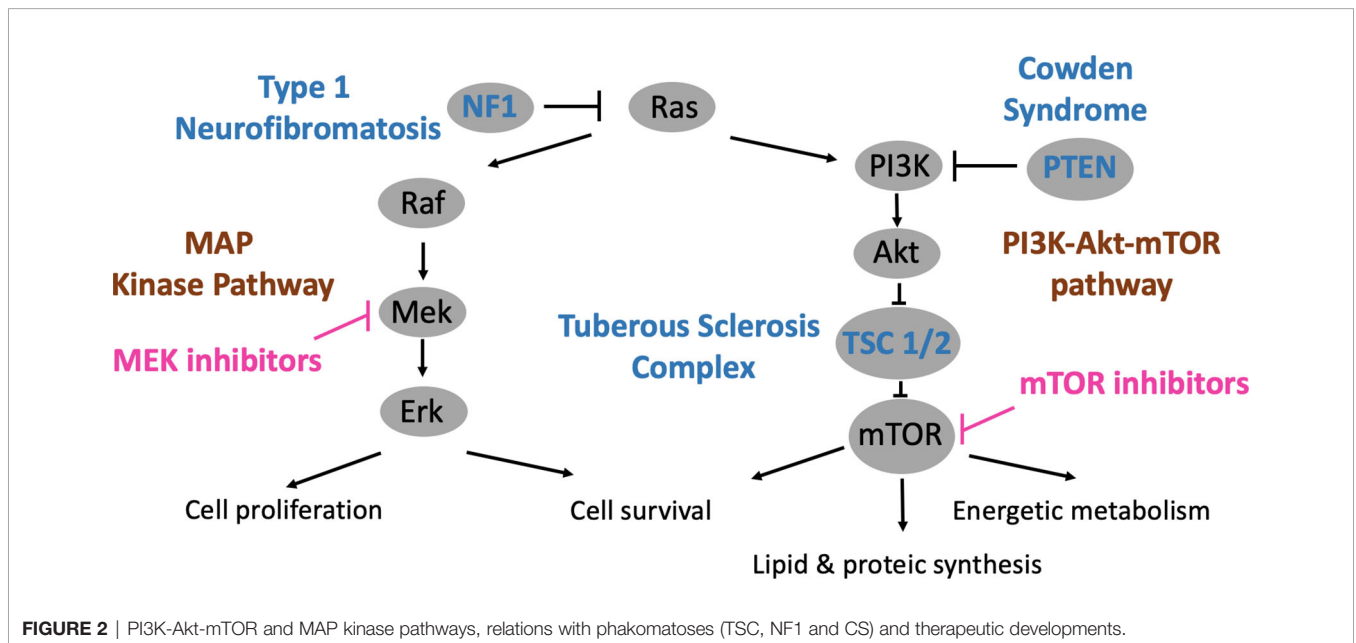 Type 1
Neurofibromatosis
NF1
Ras
Cowden
Syndrome
PI3K
PTEN
Raf
MAP
Kinase Pathway
Akt
PI3K-Akt-mTOR
pathway
Mek
MEK inhibitors
Tuberous Sclerosis
Complex
TSC 1/2
mTOR inhibitors
Erk
mTOR
Cell proliferation
Cell survival
Energetic metabolism
Lipid & proteic synthesis
FIGURE 2 | PI3K-Akt-mTOR and MAP kinase pathways, relations with phakomatoses (TSC, NF1 and CS) and therapeutic developments.